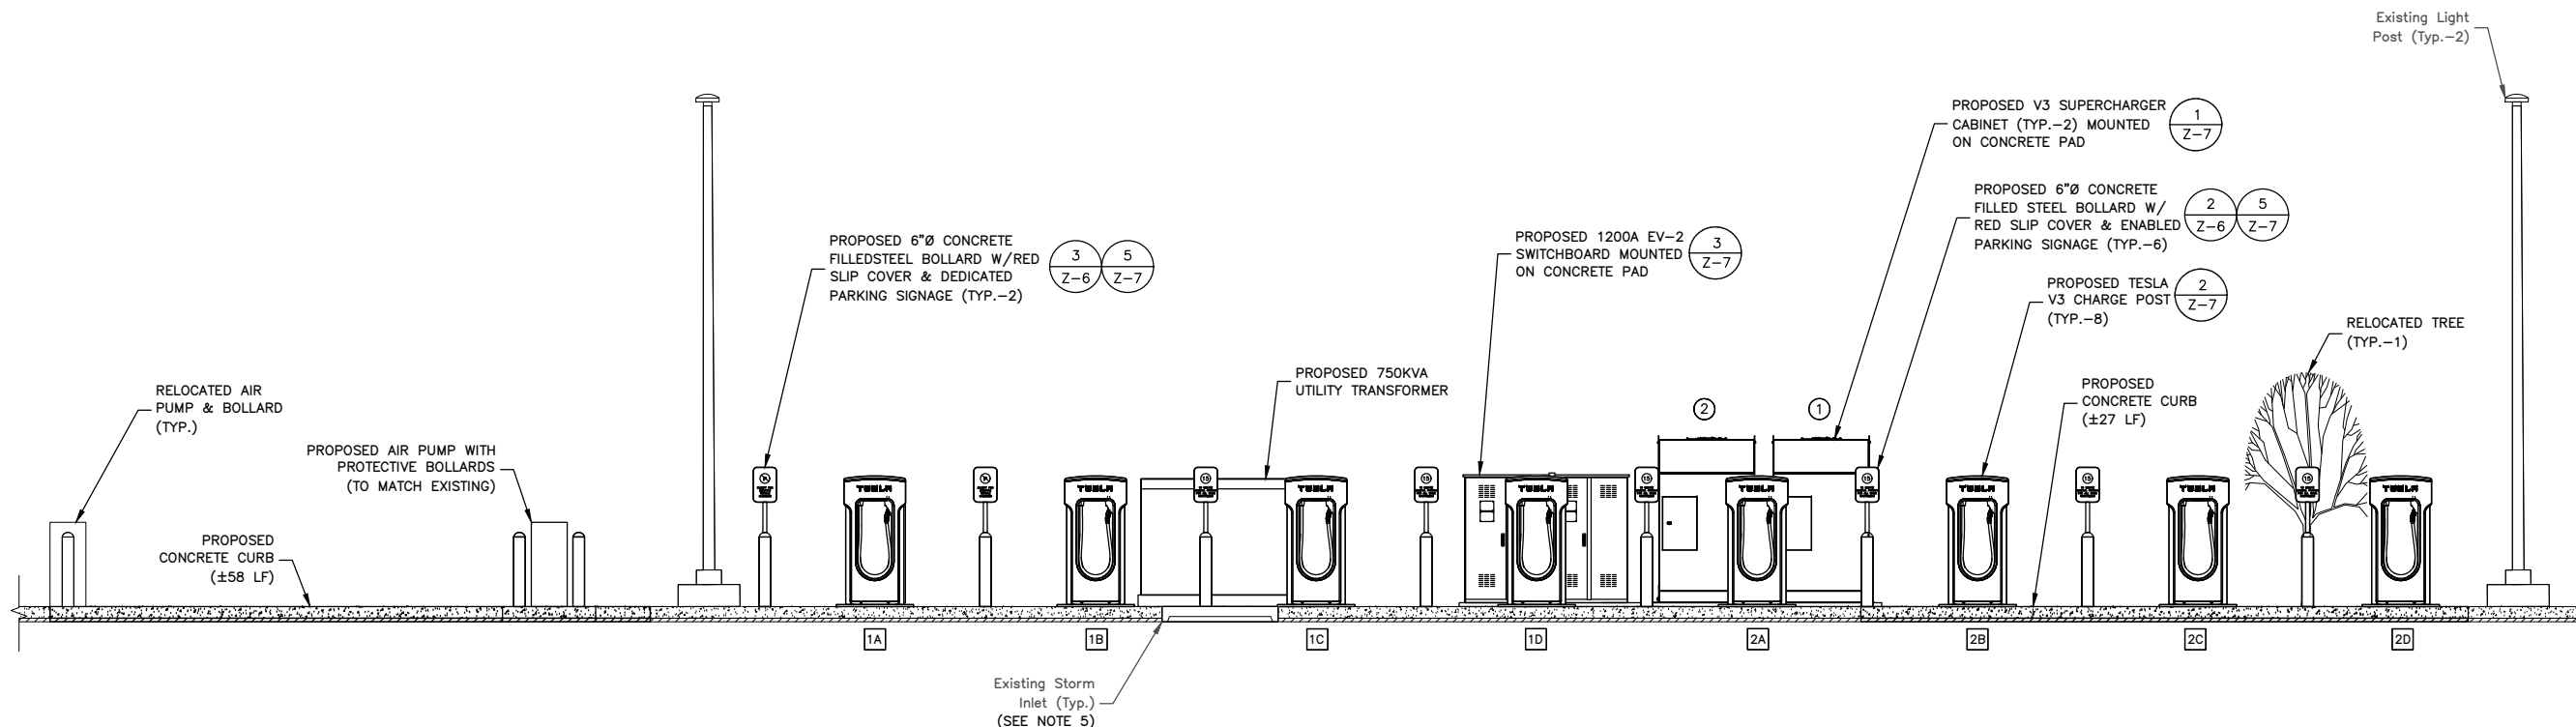 Existing Light
Post (Typ.-2)
PROPOSED V3 SUPERCHARGER
CABINET (TYP.-2) MOUNTED
ON CONCRETE PAD
1
Z-7
PROPOSED 6"Ø CONCRETE
FILLED STEEL BOLLARD W/
RED SLIP COVER & ENABLED
PARKING SIGNAGE (TYP.-6)
2
Z-6
5
Z-7
PROPOSED 6"Ø CONCRETE
FILLEDSTEEL BOLLARD W/RED
SLIP COVER & DEDICATED
PARKING SIGNAGE (TYP.-2)
3
Z-6
5
Z-7
PROPOSED 1200A EV-2
SWITCHBOARD MOUNTED
ON CONCRETE PAD
3
Z-7
PROPOSED TESLA
V3 CHARGE POST
(TYP.-8)
2
Z-7
RELOCATED TREE
(TYP.-1)
PROPOSED 750KVA
UTILITY TRANSFORMER
RELOCATED AIR
PUMP & BOLLARD
(TYP.)
PROPOSED
CONCRETE CURB
(±27 LF)
2
1
PROPOSED AIR PUMP WITH
PROTECTIVE BOLLARDS
(TO MATCH EXISTING)
PROPOSED
CONCRETE CURB
(±58 LF)
TESLA
TESLA
TESLA
TESLA
TESLA
TESLA
TESLA
TESLA
1A
1B
1C
1D
2A
2B
2C
2D
Existing Storm
Inlet (Typ.)
(SEE NOTE 5)